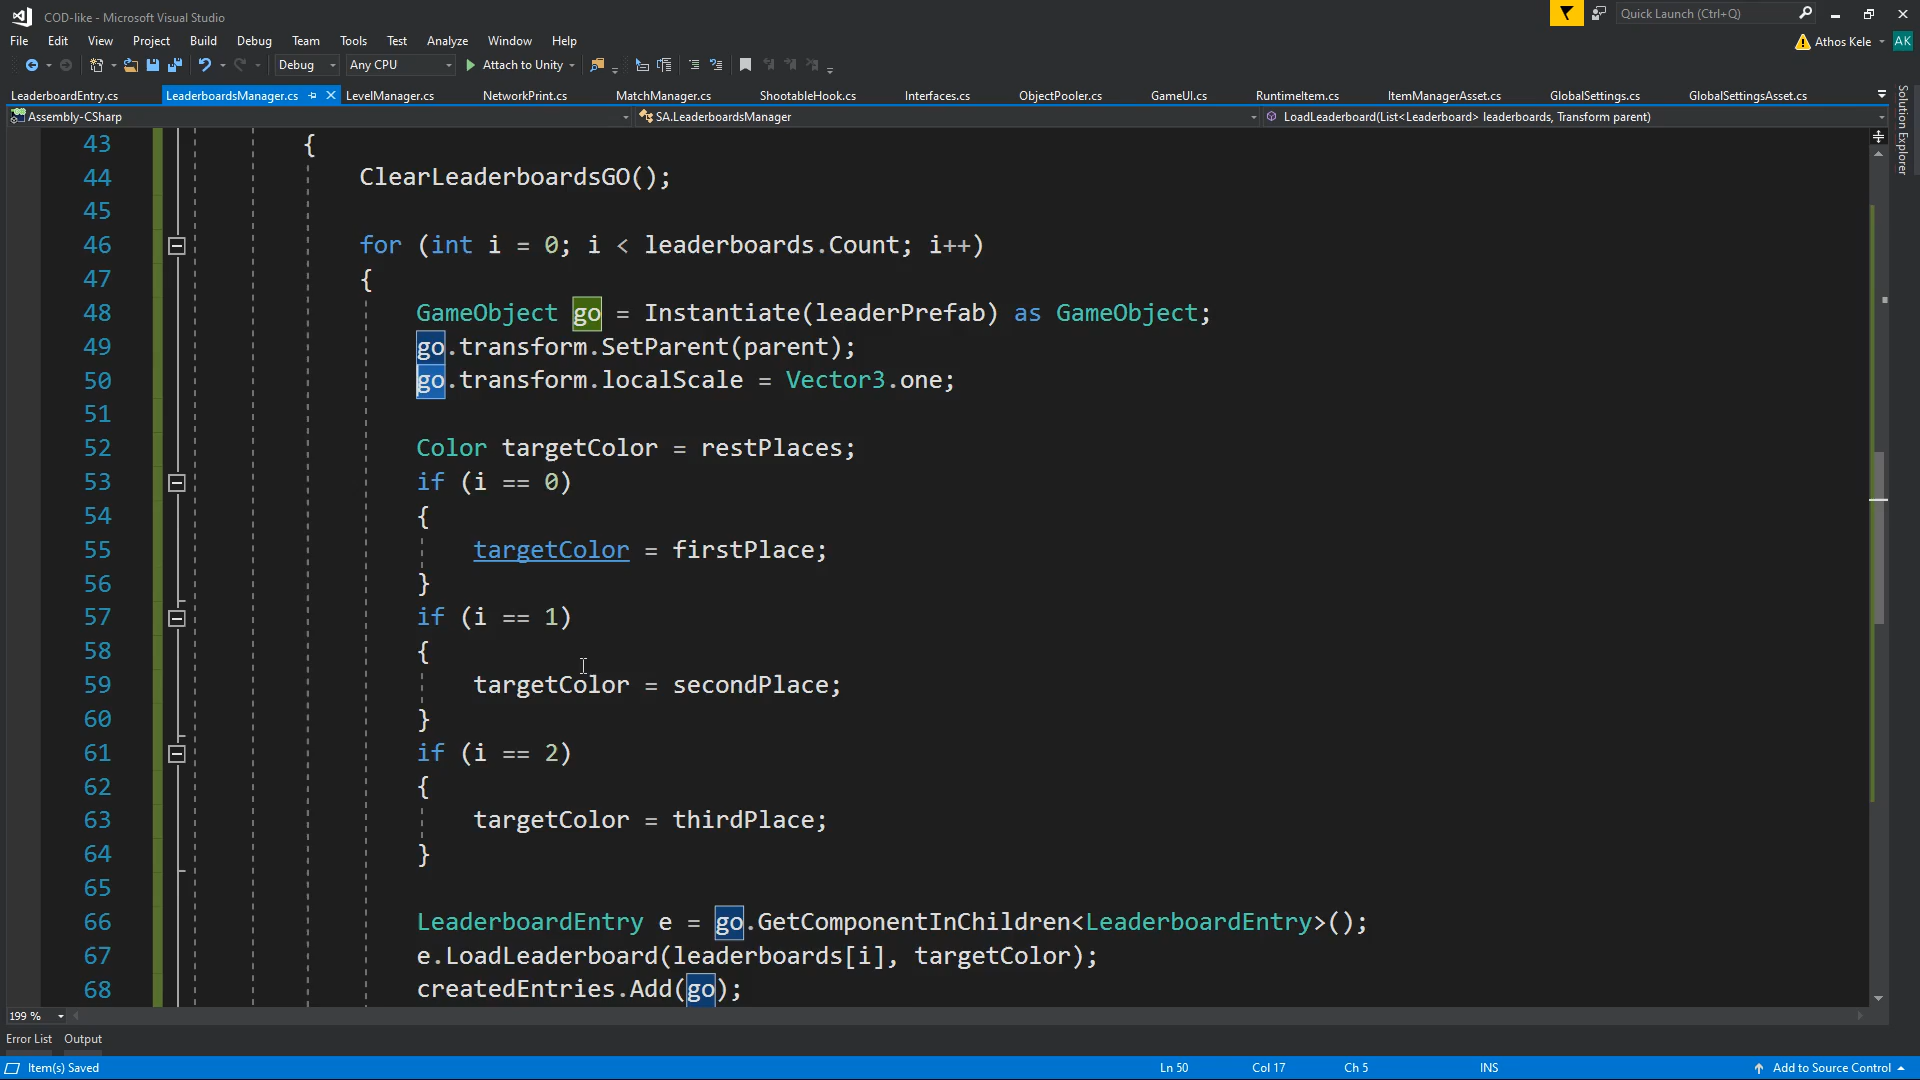 COD-like - Microsoft Visual Studio
Quick Launch (Ctrl+Q)
File Edit View Project Build Debug Team Tools Test Analyze Window Help
Athos Kele AK
Debug Any CPU Attach to Unity
LeaderboardEntry.cs LeaderboardsManager.cs LevelManager.cs NetworkPrint.cs MatchManager.cs ShootableHook.cs Interfaces.cs ObjectPooler.cs GameUI.cs RuntimeItem.cs ItemManagerAsset.cs GlobalSettings.cs GlobalSettingsAsset.cs
Assembly-CSharp SA.LeaderboardsManager LoadLeaderboard(List<Leaderboard> leaderboards, Transform parent)
Solution Explorer
43 {
44 ClearLeaderboardsGO();
45
46 for (int i = 0; i < leaderboards.Count; i++)
47 {
48 GameObject go = Instantiate(leaderPrefab) as GameObject;
49 go.transform.SetParent(parent);
50 go.transform.localScale = Vector3.one;
51
52 Color targetColor = restPlaces;
53 if (i == 0)
54 {
55 targetColor = firstPlace;
56 }
57 if (i == 1)
58 {
59 targetColor = secondPlace;
60 }
61 if (i == 2)
62 {
63 targetColor = thirdPlace;
64 }
65
66 LeaderboardEntry e = go.GetComponentInChildren<LeaderboardEntry>();
67 e.LoadLeaderboard(leaderboards[i], targetColor);
68 createdEntries.Add(go);
199 %
Error List Output
Item(s) Saved Ln 50 Col 17 Ch 5 INS Add to Source Control